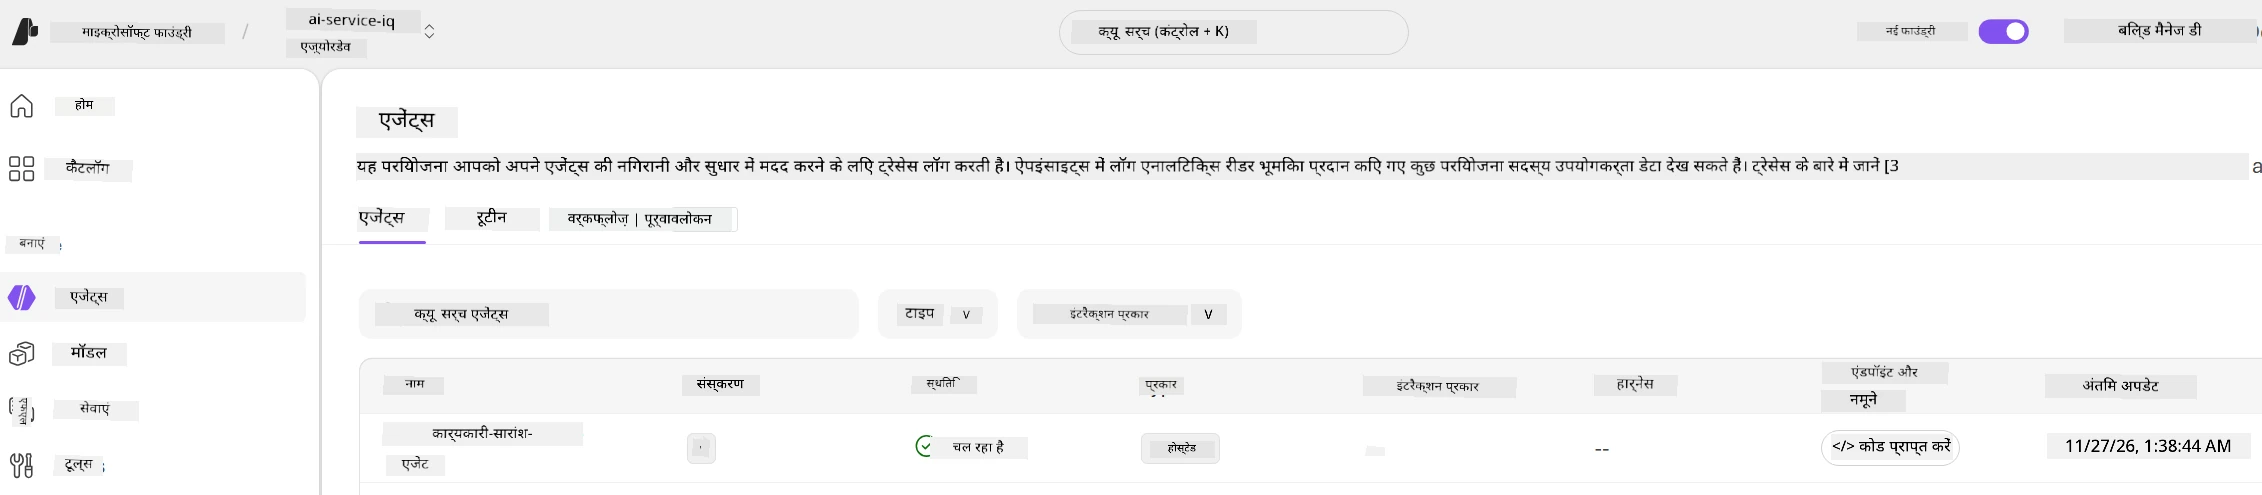 माइक्रोसॉफ्ट फाउंड्री
/
ai-service-iq
एज़्योरडेव
क्यू सर्च (कंट्रोल + K)
नई फाउंड्री
बिल्ड मैनेज डी
होम
कैटलॉग
बनाएं
एजेंट्स
मॉडल
सेवाएं
टूल्स
एजेंट्स
यह परियोजना आपको अपने एजेंट्स की निगरानी और सुधार में मदद करने के लिए ट्रेसेस लॉग करती है। ऐपइंसाइट्स में लॉग एनालिटिक्स रीडर भूमिका प्रदान किए गए कुछ परियोजना सदस्य उपयोगकर्ता डेटा देख सकते हैं। ट्रेसेस के बारे में जानें [3
एजेंट्स रूटीन वर्कफ्लोज़ | पूर्वावलोकन
क्यू सर्च एजेंट्स टाइप v इंटरैक्शन प्रकार v
नाम संस्करण स्थिति प्रकार इंटरैक्शन प्रकार हार्नेस एंडपॉइंट और नमूने अंतिम अपडेट
कार्यकारी-सारांश-
एजेंट
चल रहा है होस्टेड -- </> कोड प्राप्त करें 11/27/26, 1:38:44 AM